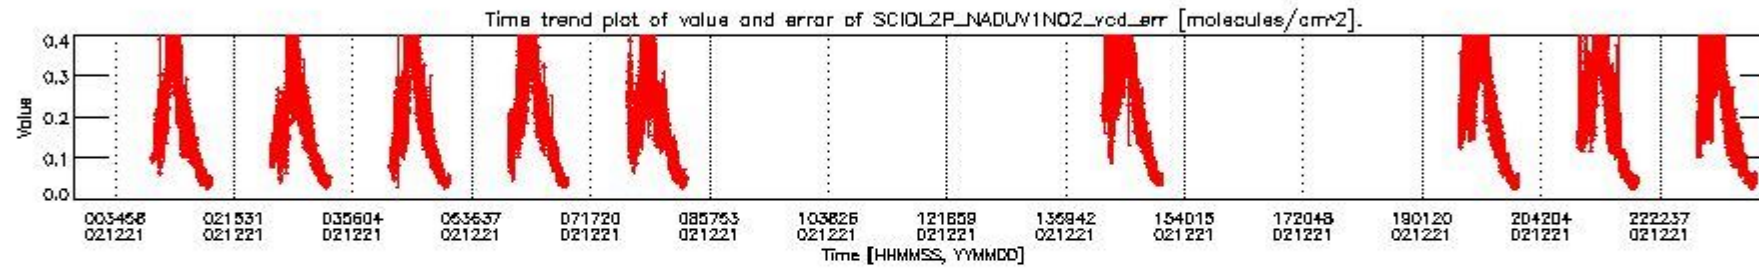 Time trend plot of value and error of SCIOL2P_NADUV1NO2_vcd_err [molecules/cm^2].
0.4
0.3
0.2
0.1
0.0
Value
003458 021531 035604 053637 071720 085753 103826 121859 135942 154015 172048 190120 204204 222237
021221 021221 021221 021221 021221 021221 021221 021221 021221 021221 021221 021221 021221 021221
Time [HHMMSS, YYMMDD]